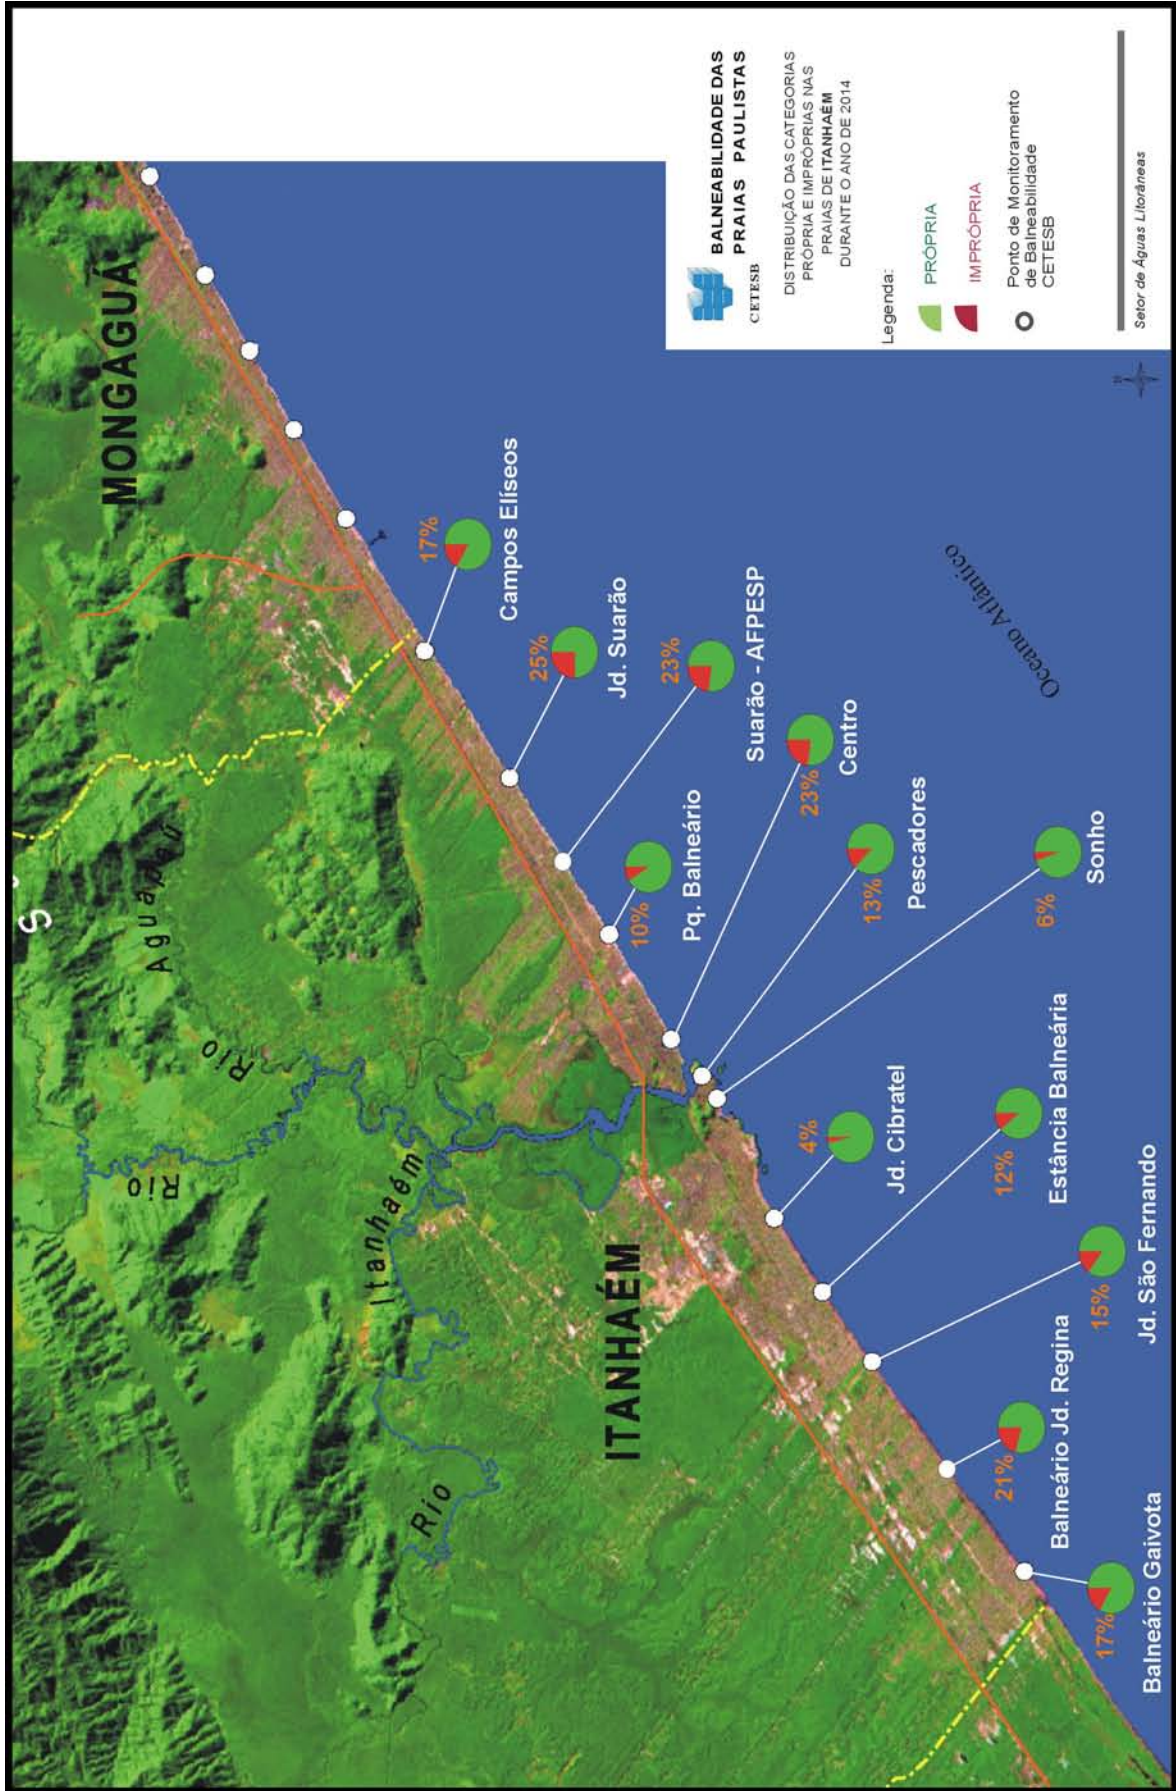 BALNEABILIDADE DAS
PRAIAS PAULISTAS
CETESB
DISTRIBUIÇÃO DAS CATEGORIAS
PRÓPRIA E IMPRÓPRIAS NAS
PRAIAS DE ITANHAÉM
DURANTE O ANO DE 2014
Legenda:
PRÓPRIA
IMPRÓPRIA
Ponto de Monitoramento
de Balneabilidade
CETESB
Setor de Águas Litorâneas
N
MONGAGUÁ
S
Rio Aguapeú
Rio
Rio Itanhaém
ITANHAÉM
17%
Campos Elíseos
25%
Jd. Suarão
23%
Suarão - AFPESP
10%
Pq. Balneário
23%
Centro
13%
Pescadores
6%
Sonho
4%
Jd. Cibratel
12%
Estância Balneária
15%
Jd. São Fernando
21%
Balneário Jd. Regina
17%
Balneário Gaivota
Oceano Atlântico